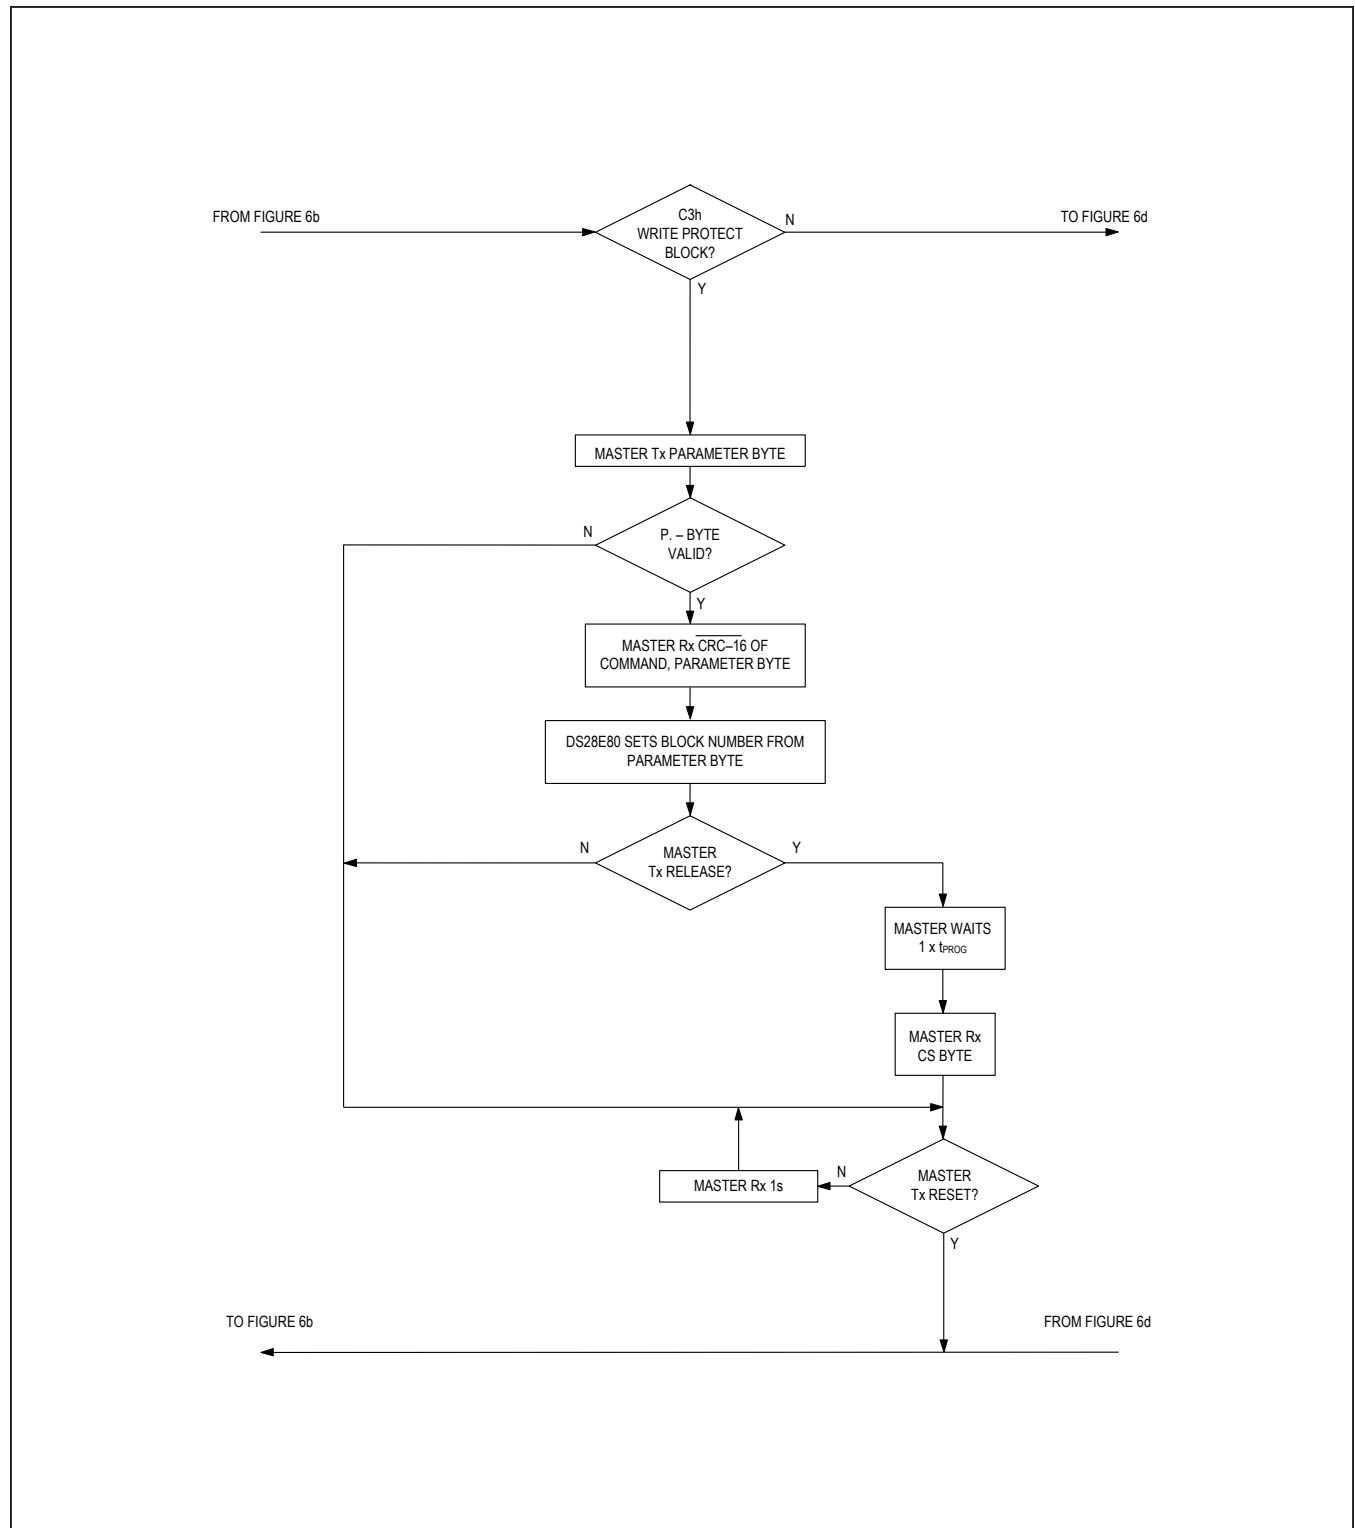 FROM FIGURE 6b
C3h
WRITE PROTECT
BLOCK?
N
TO FIGURE 6d
Y
MASTER Tx PARAMETER BYTE
N
P. – BYTE
VALID?
Y
MASTER Rx CRC–16 OF
COMMAND, PARAMETER BYTE
DS28E80 SETS BLOCK NUMBER FROM
PARAMETER BYTE
N
MASTER
Tx RELEASE?
Y
MASTER WAITS
1 x tPROG
MASTER Rx
CS BYTE
MASTER Rx 1s
N
MASTER
Tx RESET?
Y
TO FIGURE 6b
FROM FIGURE 6d